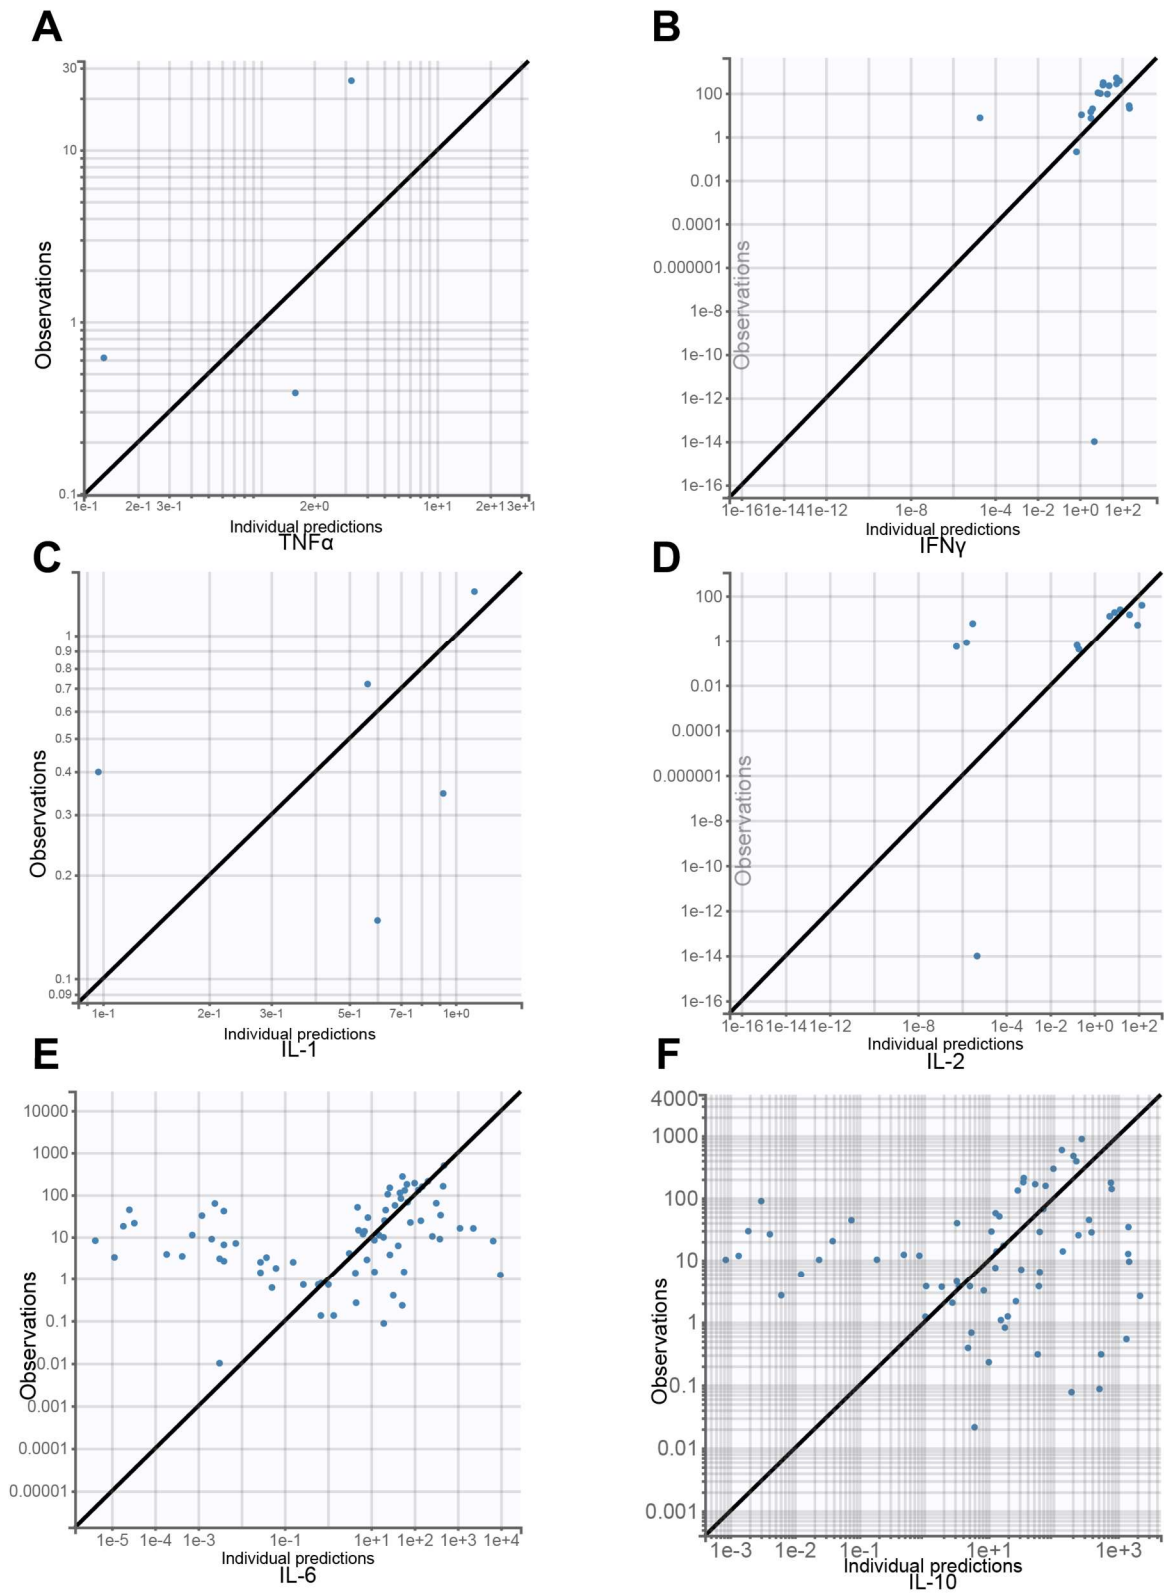 A
30
10
1
0.1
Observations
1e-1
2e-1
3e-1
2e+0
1e+1
2e+1
3e+1
Individual predictions
TNFα
B
100
1
0.01
0.0001
0.000001
1e-8
1e-10
1e-12
1e-14
1e-16
Observations
1e-16
1e-14
1e-12
1e-8
1e-4
1e-2
1e+0
1e+2
Individual predictions
IFNγ
C
1
0.9
0.8
0.7
0.6
0.5
0.4
0.3
0.2
0.1
0.09
Observations
1e-1
2e-1
3e-1
5e-1
7e-1
1e+0
Individual predictions
IL-1
D
100
1
0.01
0.0001
0.000001
1e-8
1e-10
1e-12
1e-14
1e-16
Observations
1e-16
1e-14
1e-12
1e-8
1e-4
1e-2
1e+0
1e+2
Individual predictions
IL-2
E
10000
1000
100
10
1
0.1
0.01
0.001
0.0001
0.00001
Observations
1e-5
1e-4
1e-3
1e-1
1e+1
1e+2
1e+3
1e+4
Individual predictions
IL-6
F
4000
1000
100
10
1
0.1
0.01
0.001
Observations
1e-3
1e-2
1e-1
1e+1
1e+3
Individual predictions
IL-10